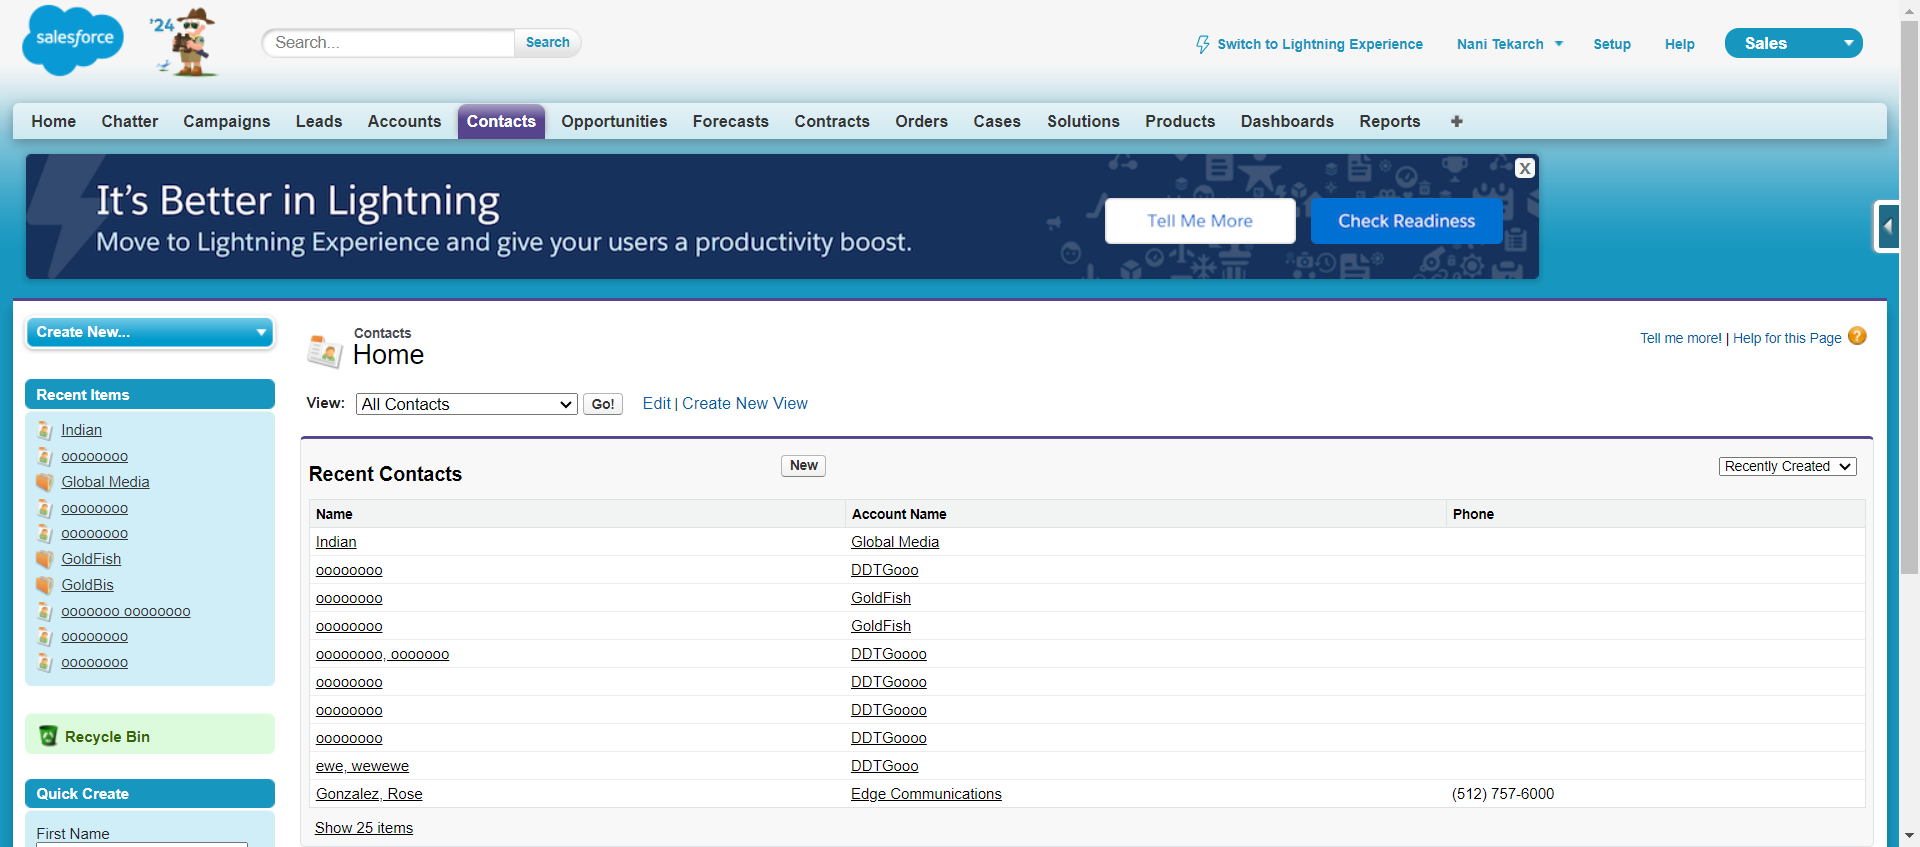 salesforce
'24
Search...
Search
Switch to Lightning Experience
Nani Tekarch
Setup
Help
Sales
Home Chatter Campaigns Leads Accounts Contacts Opportunities Forecasts Contracts Orders Cases Solutions Products Dashboards Reports +
It's Better in Lightning
Move to Lightning Experience and give your users a productivity boost.
Tell Me More
Check Readiness
X
Create New...
Recent Items
Indian
oooooooo
Global Media
oooooooo
oooooooo
GoldFish
GoldBis
ooooooo oooooooo
oooooooo
oooooooo
Recycle Bin
Quick Create
First Name
Contacts
Home
Tell me more! | Help for this Page ?
View: All Contacts Go! Edit | Create New View
Recent Contacts New Recently Created
Name Account Name Phone
Indian Global Media
oooooooo DDTGooo
oooooooo GoldFish
oooooooo GoldFish
oooooooo, ooooooo DDTGoooo
oooooooo DDTGoooo
oooooooo DDTGoooo
oooooooo DDTGoooo
ewe, wewewe DDTGooo
Gonzalez, Rose Edge Communications (512) 757-6000
Show 25 items